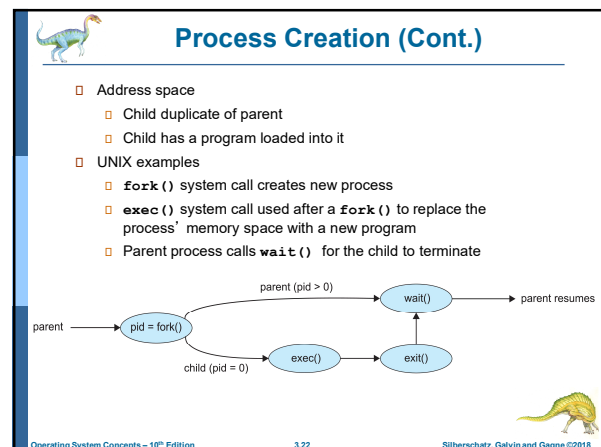 Process Creation (Cont.)
Address space
Child duplicate of parent
Child has a program loaded into it
UNIX examples
fork() system call creates new process
exec() system call used after a fork() to replace the
process’ memory space with a new program
Parent process calls wait() for the child to terminate
parent (pid > 0)
wait()
parent resumes
parent
pid = fork()
child (pid = 0)
exec()
exit()
Operating System Concepts – 10th Edition
3.22
Silberschatz, Galvin and Gagne ©2018